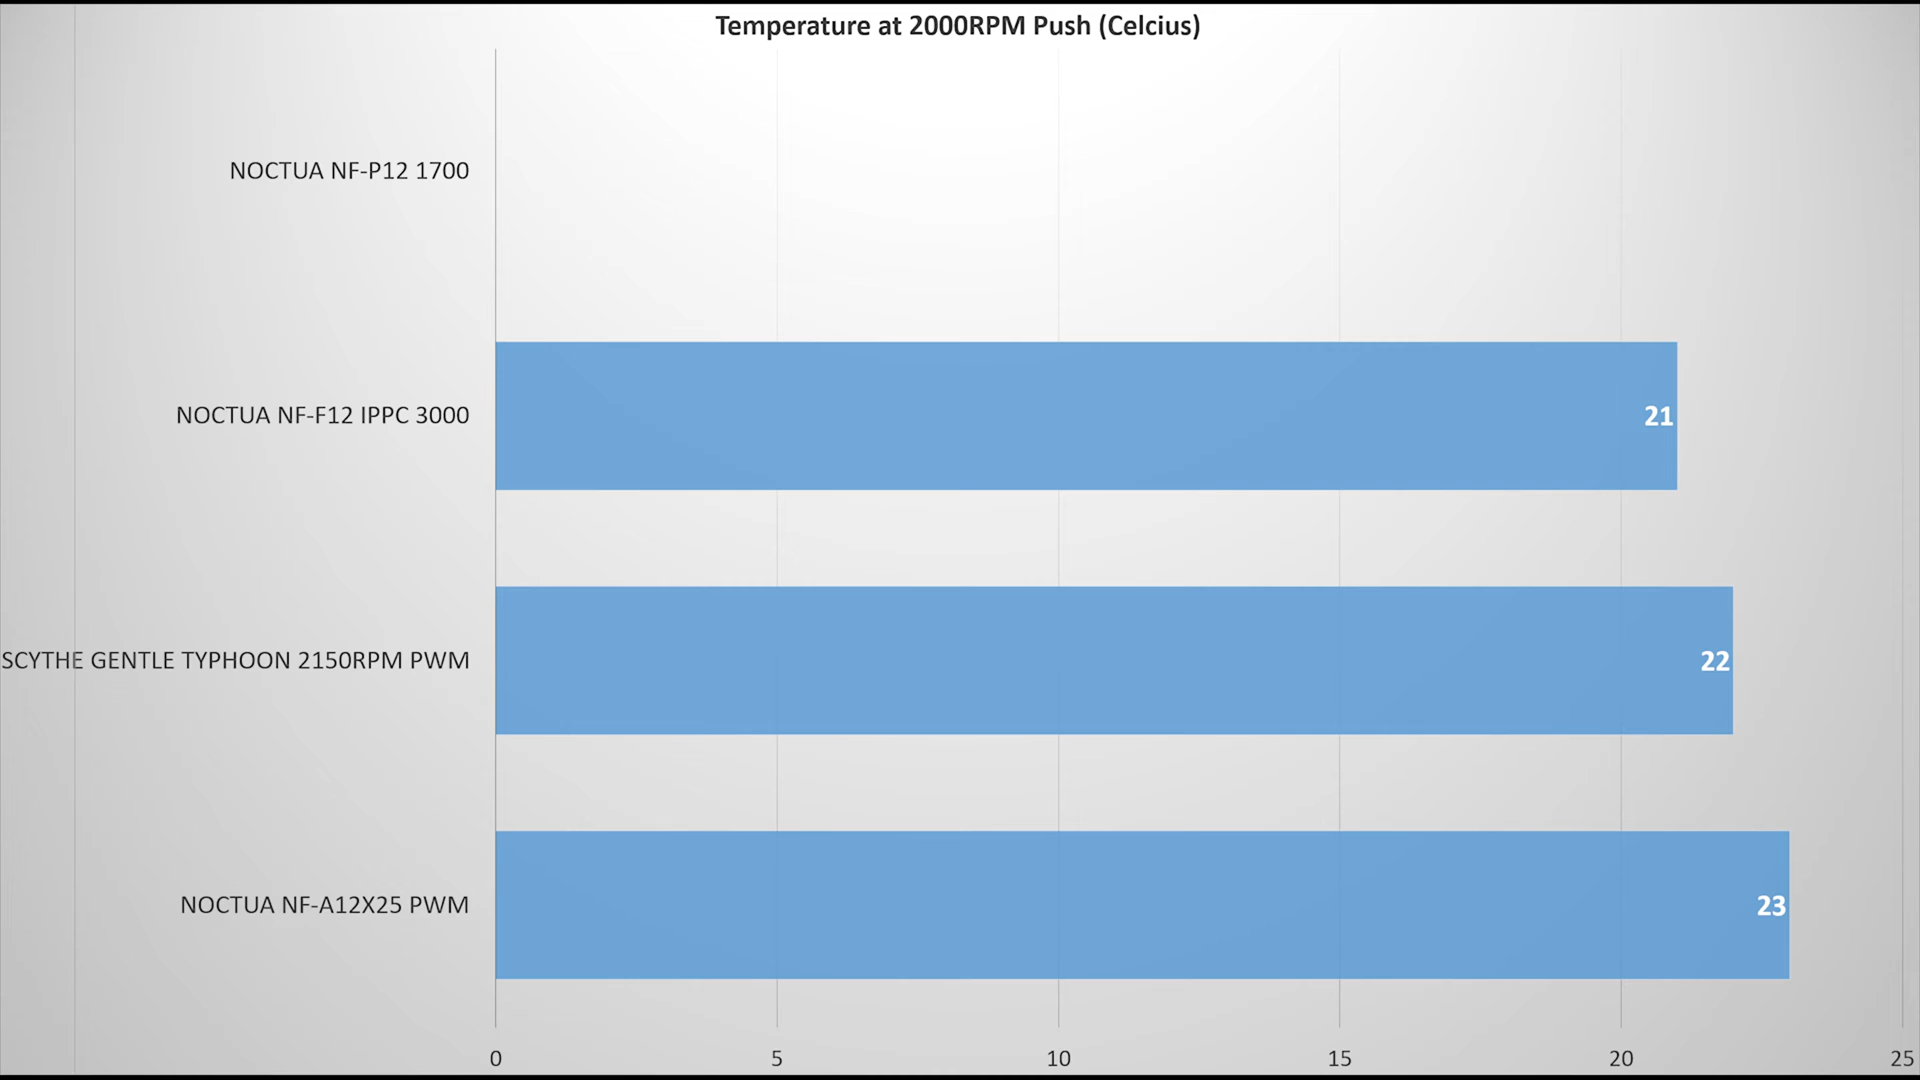 Temperature at 2000RPM Push (Celcius)
NOCTUA NF-P12 1700
NOCTUA NF-F12 IPPC 3000
21
SCYTHE GENTLE TYPHOON 2150RPM PWM
22
NOCTUA NF-A12X25 PWM
23
0 5 10 15 20 25